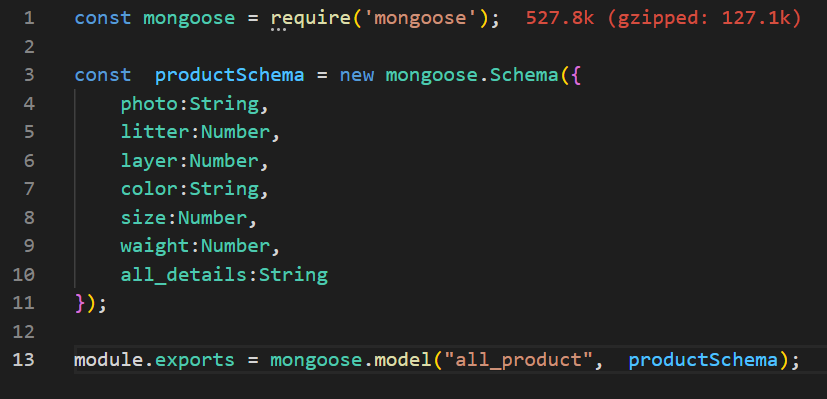 1 const mongoose = require('mongoose'); 527.8k (gzipped: 127.1k)
2
3 const  productSchema = new mongoose.Schema({
4     photo:String,
5     litter:Number,
6     layer:Number,
7     color:String,
8     size:Number,
9     waight:Number,
10     all_details:String
11 });
12
13 module.exports = mongoose.model("all_product",  productSchema);